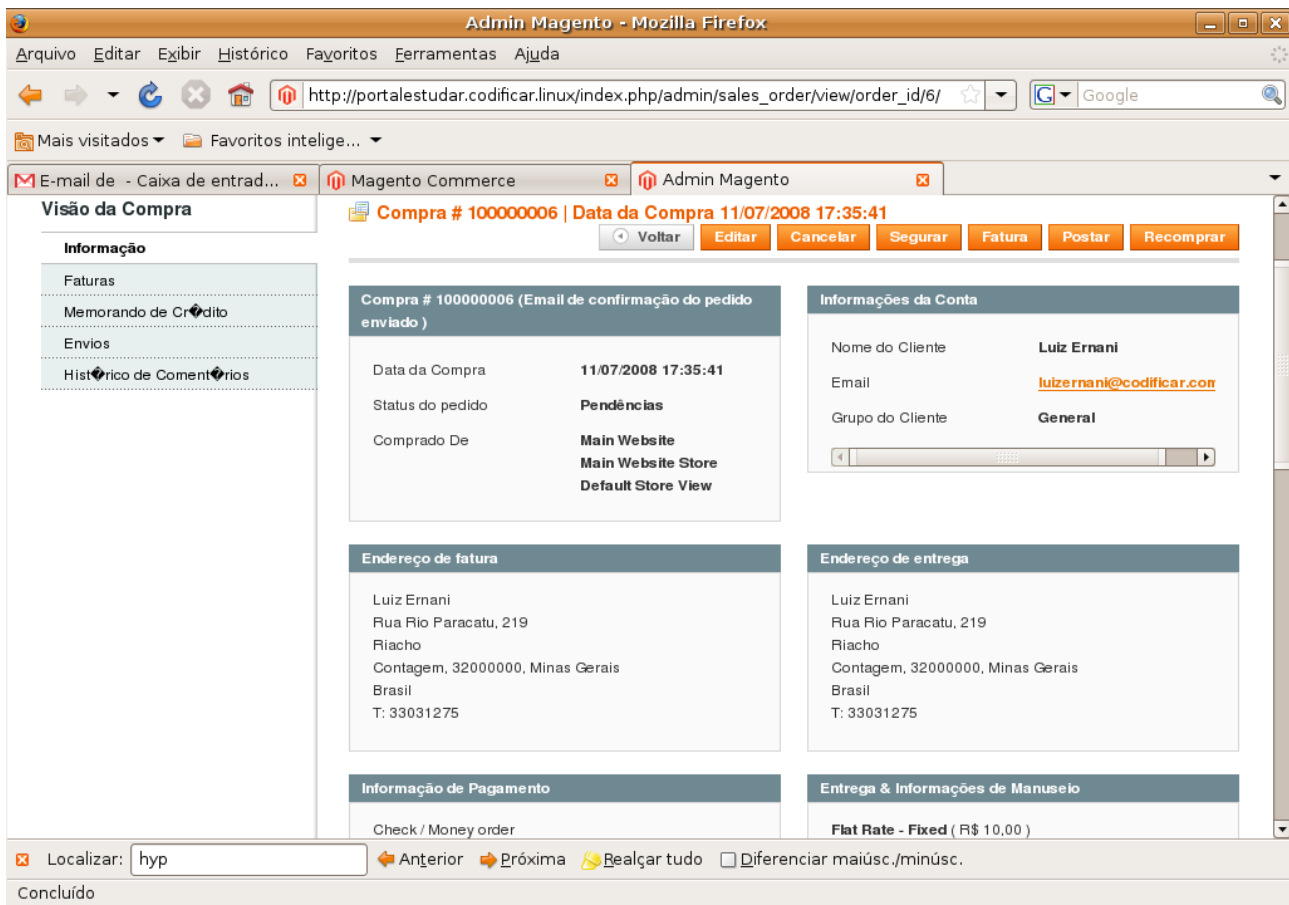 Admin Magento - Mozilla Firefox
Arquivo Editar Exibir Histórico Favoritos Ferramentas Ajuda
http://portalestudar.codificar.linux/index.php/admin/sales_order/view/order_id/6/ G Google
Mais visitados Favoritos intelige...
E-mail de - Caixa de entrad... Magento Commerce Admin Magento
Visão da Compra
Informação
Faturas
Memorando de Cr�dito
Envios
Hist�rico de Coment�rios
Compra # 100000006 | Data da Compra 11/07/2008 17:35:41
Voltar Editar Cancelar Segurar Fatura Postar Recomprar
Compra # 100000006 (Email de confirmação do pedido
enviado )
Data da Compra 11/07/2008 17:35:41
Status do pedido Pendências
Comprado De Main Website
Main Website Store
Default Store View
Informações da Conta
Nome do Cliente Luiz Ernani
Email luizernani@codificar.com
Grupo do Cliente General
Endereço de fatura
Luiz Ernani
Rua Rio Paracatu, 219
Riacho
Contagem, 32000000, Minas Gerais
Brasil
T: 33031275
Endereço de entrega
Luiz Ernani
Rua Rio Paracatu, 219
Riacho
Contagem, 32000000, Minas Gerais
Brasil
T: 33031275
Informação de Pagamento
Check / Money order
Entrega & Informações de Manuseio
Flat Rate - Fixed ( R$ 10,00 )
Localizar: hyp Anterior Próxima Realçar tudo Diferenciar maiúsc./minúsc.
Concluído